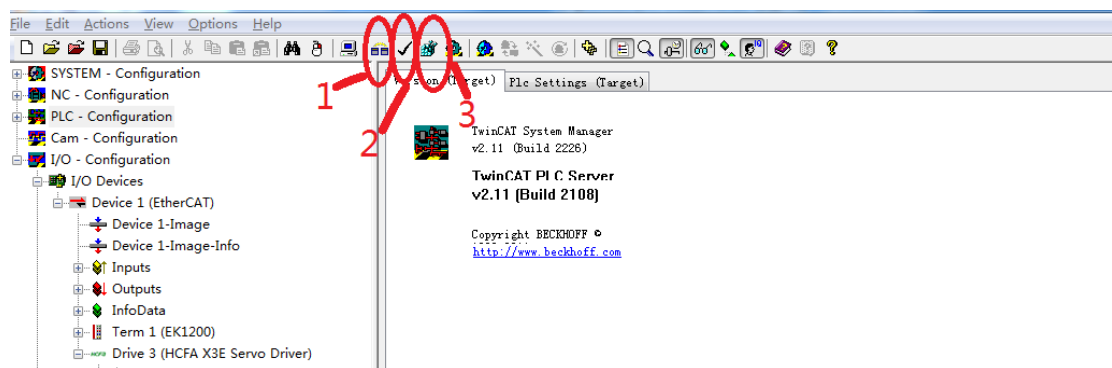 File Edit Actions View Options Help
SYSTEM - Configuration
NC - Configuration
PLC - Configuration
Cam - Configuration
I/O - Configuration
I/O Devices
Device 1 (EtherCAT)
Device 1-Image
Device 1-Image-Info
Inputs
Outputs
InfoData
Term 1 (EK1200)
HCFA Drive 3 (HCFA X3E Servo Driver)
1
2
3
(Target) Plc Settings (Target)
TwinCAT System Manager
v2.11 (Build 2226)
TwinCAT PLC Server
v2.11 (Build 2108)
Copyright BECKHOFF ©
http://www.beckhoff.com